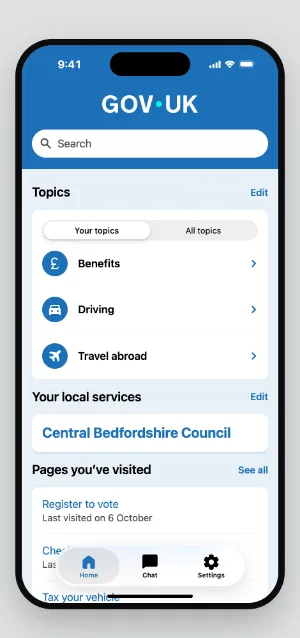 9:41
GOV•UK
Search
Topics
Edit
Your topics
All topics
Benefits
Driving
Travel abroad
Your local services
Edit
Central Bedfordshire Council
Pages you've visited
See all
Register to vote
Last visited on 6 October
Home
Chat
Settings
Tax your vehicle